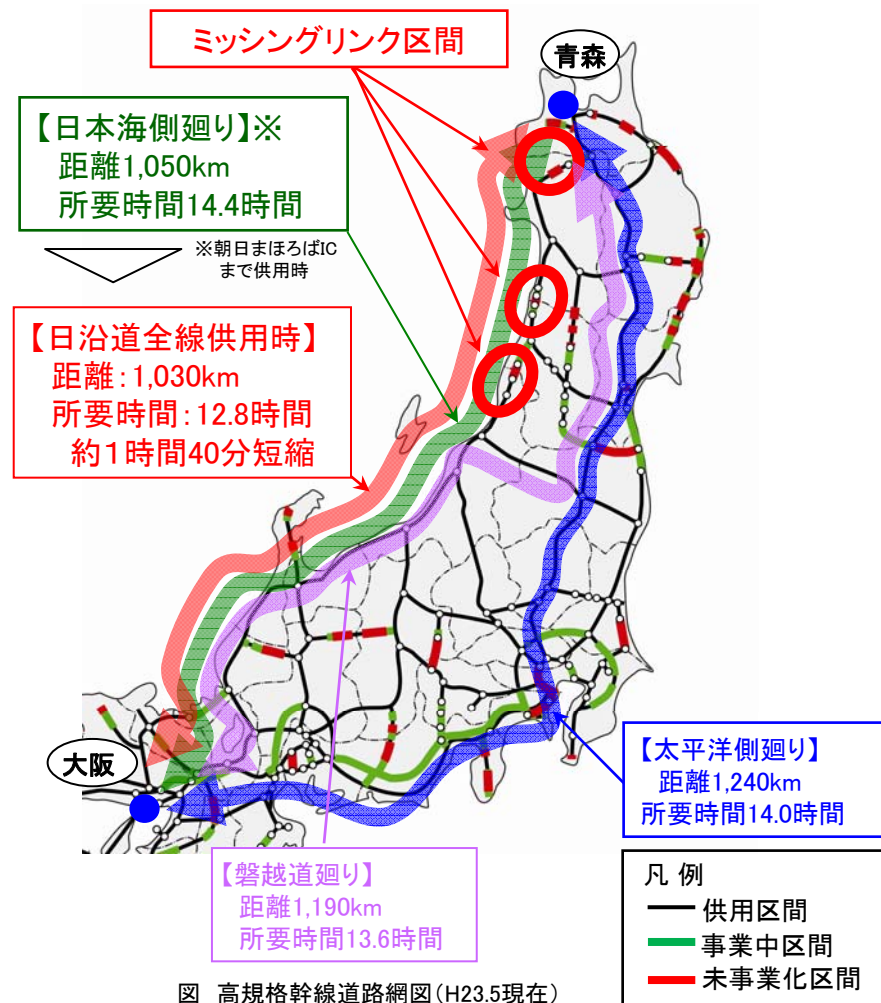 ミッシングリンク区間
青森
【日本海側廻り】※
距離1,050km
所要時間14.4時間
※朝日まほろばIC
まで供用時
【日沿道全線供用時】
距離:1,030km
所要時間:12.8時間
約1時間40分短縮
大阪
【太平洋側廻り】
距離1,240km
所要時間14.0時間
【磐越道廻り】
距離1,190km
所要時間13.6時間
凡 例
供用区間
事業中区間
未事業化区間
図 高規格幹線道路網図(H23.5現在)